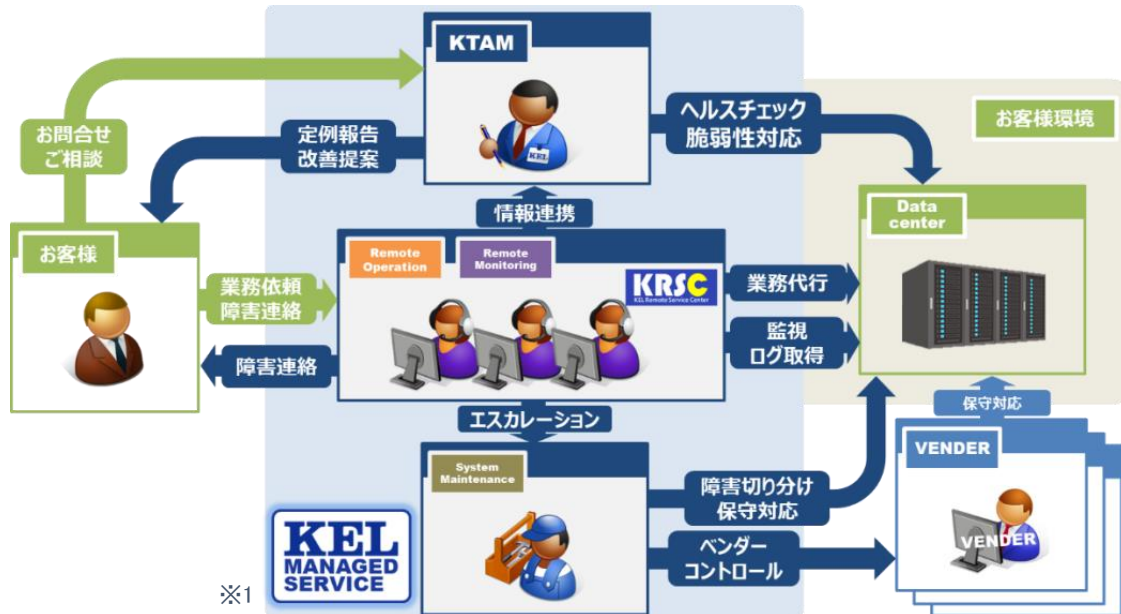 KTAM
お問合せ
ご相談
定例報告
改善提案
KEL
ヘルスチェック
脆弱性対応
お客様環境
情報連携
Data
center
お客様
Remote
Operation
Remote
Monitoring
KRSC
KEL Remote Service Center
業務依頼
障害連絡
業務代行
障害連絡
監視
ログ取得
エスカレーション
保守対応
System
Maintenance
VENDER
障害切り分け
保守対応
VENDER
ベンダー
コントロール
KEL
MANAGED
SERVICE
※1